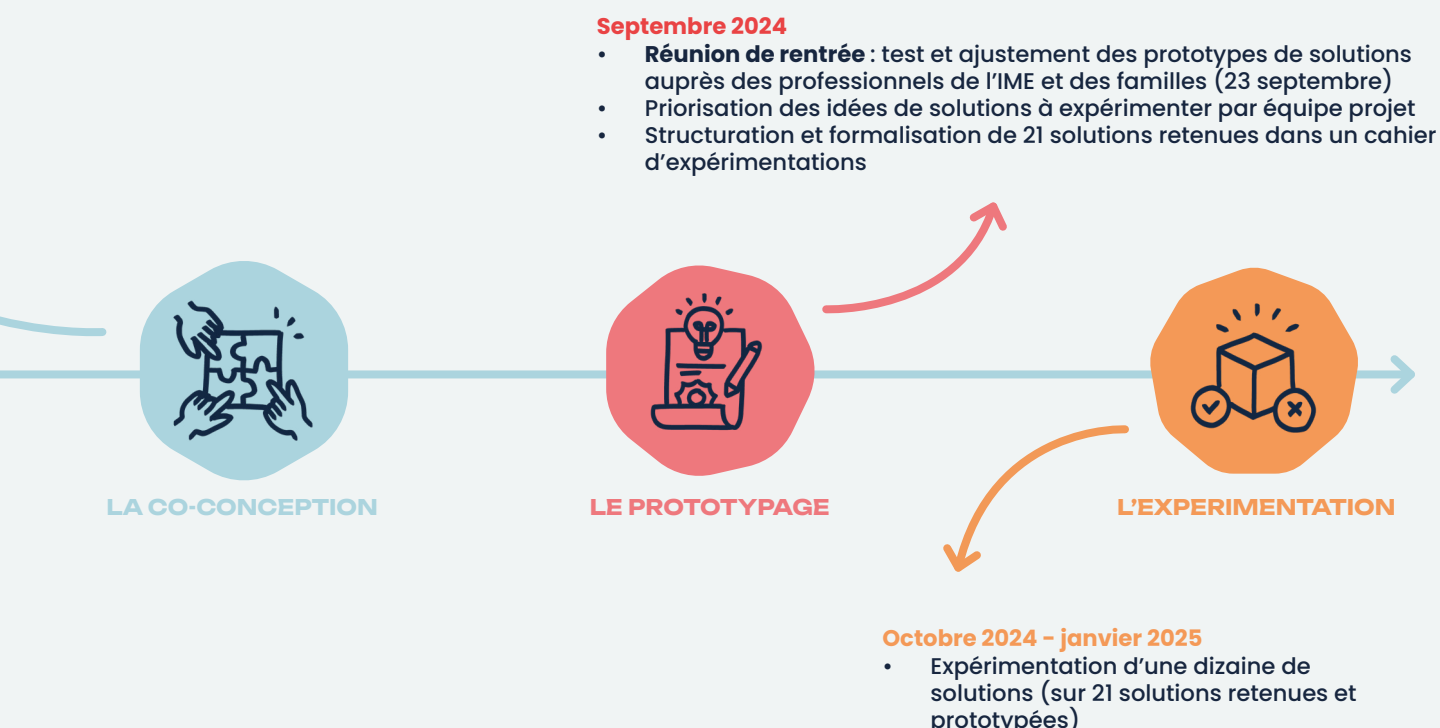 Septembre 2024
• Réunion de rentrée : test et ajustement des prototypes de solutions
auprès des professionnels de l'IME et des familles (23 septembre)
• Priorisation des idées de solutions à expérimenter par équipe projet
• Structuration et formalisation de 21 solutions retenues dans un cahier
d'expérimentations
LA CO-CONCEPTION
LE PROTOTYPAGE
L'EXPERIMENTATION
Octobre 2024 - janvier 2025
• Expérimentation d'une dizaine de
solutions (sur 21 solutions retenues et
prototypées)